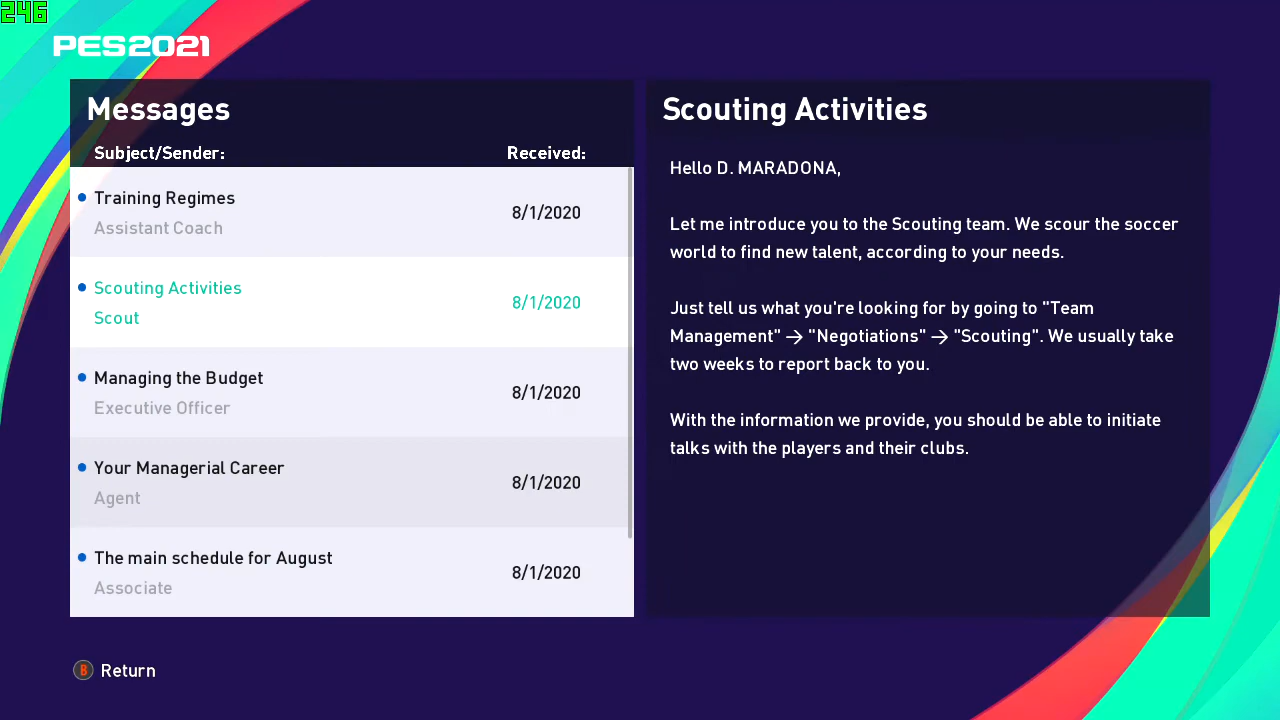 246
PES2021
Messages
Subject/Sender:
Received:
Training Regimes
Assistant Coach
8/1/2020
Scouting Activities
Scout
8/1/2020
Managing the Budget
Executive Officer
8/1/2020
Your Managerial Career
Agent
8/1/2020
The main schedule for August
Associate
8/1/2020
Scouting Activities
Hello D. MARADONA,
Let me introduce you to the Scouting team. We scour the soccer
world to find new talent, according to your needs.
Just tell us what you're looking for by going to "Team
Management" → "Negotiations" → "Scouting". We usually take
two weeks to report back to you.
With the information we provide, you should be able to initiate
talks with the players and their clubs.
B Return